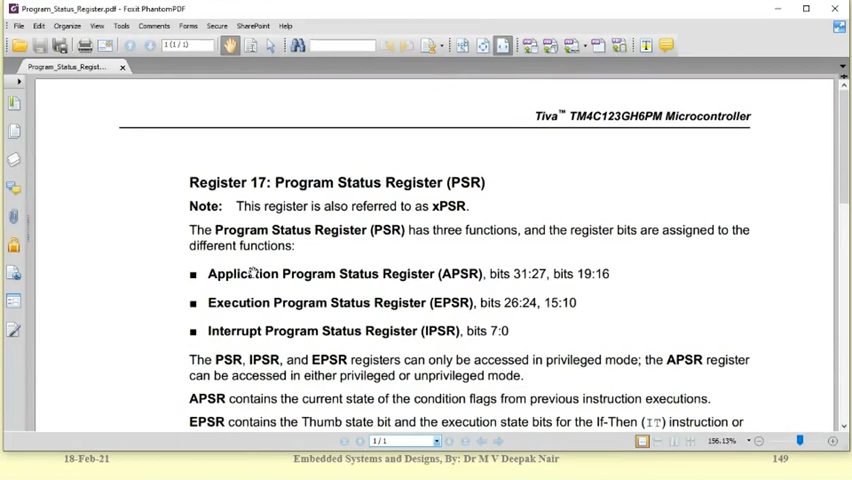 Program_Status_Register.pdf - Foxit PhantomPDF
File Edit Organize View Tools Comments Forms Secure SharePoint Help
1 (1 / 1)
Program_Status_Regist...
Tiva™ TM4C123GH6PM Microcontroller
Register 17: Program Status Register (PSR)
Note: This register is also referred to as xPSR.
The Program Status Register (PSR) has three functions, and the register bits are assigned to the
different functions:
■ Application Program Status Register (APSR), bits 31:27, bits 19:16
■ Execution Program Status Register (EPSR), bits 26:24, 15:10
■ Interrupt Program Status Register (IPSR), bits 7:0
The PSR, IPSR, and EPSR registers can only be accessed in privileged mode; the APSR register
can be accessed in either privileged or unprivileged mode.
APSR contains the current state of the condition flags from previous instruction executions.
EPSR contains the Thumb state bit and the execution state bits for the If-Then (IT) instruction or
1 / 1
156.13%
18-Feb-21 Embedded Systems and Designs, By: Dr M V Deepak Nair 149